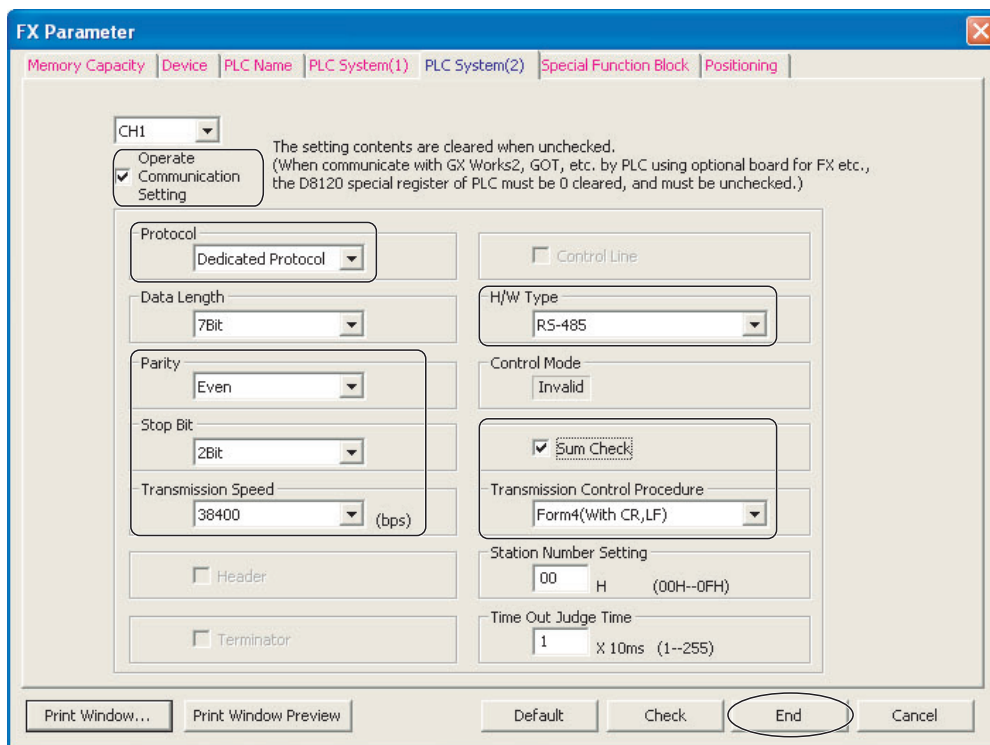 FX Parameter
Memory Capacity Device PLC Name PLC System(1) PLC System(2) Special Function Block Positioning
CH1
Operate
Communication
Setting
The setting contents are cleared when unchecked.
(When communicate with GX Works2, GOT, etc. by PLC using optional board for FX etc.,
the D8120 special register of PLC must be 0 cleared, and must be unchecked.)
Protocol
Dedicated Protocol
Control Line
Data Length
7Bit
H/W Type
RS-485
Parity
Even
Control Mode
Invalid
Stop Bit
2Bit
Sum Check
Transmission Speed
38400 (bps)
Transmission Control Procedure
Form4(With CR,LF)
Header
Station Number Setting
00 H (00H--0FH)
Terminator
Time Out Judge Time
1 X 10ms (1--255)
Print Window... Print Window Preview Default Check End Cancel